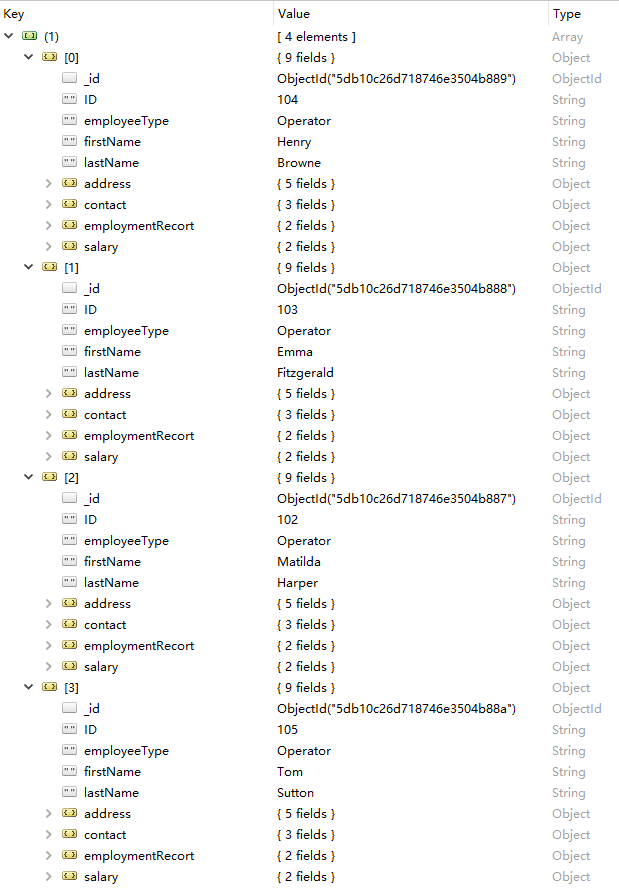 Key Value Type
(1) [ 4 elements ] Array
[0] { 9 fields } Object
_id ObjectId("5db10c26d718746e3504b889") ObjectId
ID 104 String
employeeType Operator String
firstName Henry String
lastName Browne String
address { 5 fields } Object
contact { 3 fields } Object
employmentRecort { 2 fields } Object
salary { 2 fields } Object
[1] { 9 fields } Object
_id ObjectId("5db10c26d718746e3504b888") ObjectId
ID 103 String
employeeType Operator String
firstName Emma String
lastName Fitzgerald String
address { 5 fields } Object
contact { 3 fields } Object
employmentRecort { 2 fields } Object
salary { 2 fields } Object
[2] { 9 fields } Object
_id ObjectId("5db10c26d718746e3504b887") ObjectId
ID 102 String
employeeType Operator String
firstName Matilda String
lastName Harper String
address { 5 fields } Object
contact { 3 fields } Object
employmentRecort { 2 fields } Object
salary { 2 fields } Object
[3] { 9 fields } Object
_id ObjectId("5db10c26d718746e3504b88a") ObjectId
ID 105 String
employeeType Operator String
firstName Tom String
lastName Sutton String
address { 5 fields } Object
contact { 3 fields } Object
employmentRecort { 2 fields } Object
salary { 2 fields } Object